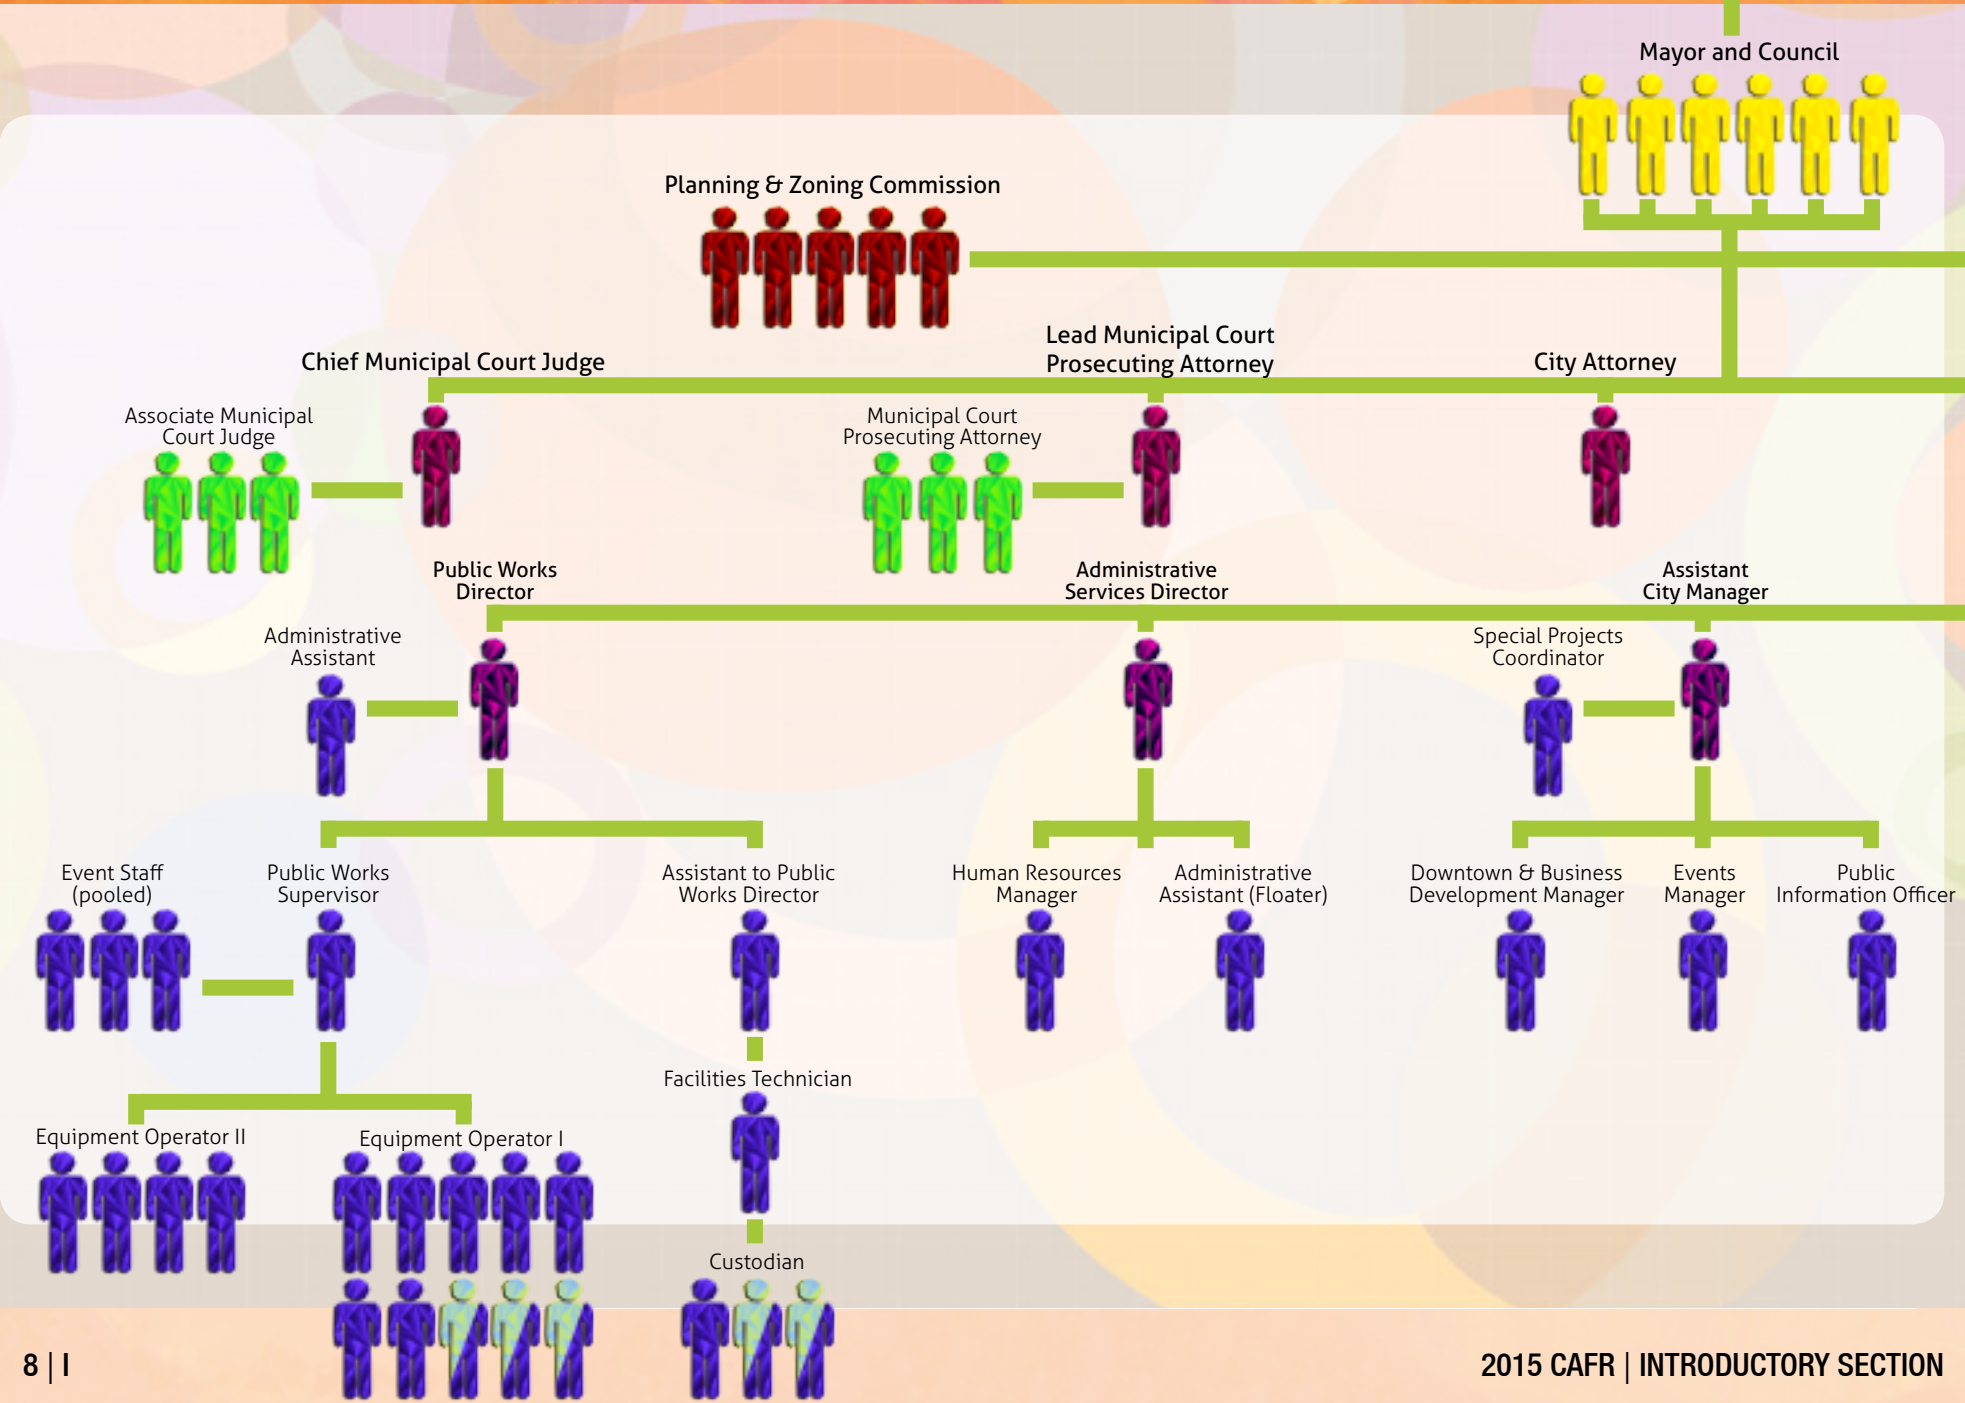 Mayor and Council
Planning & Zoning Commission
Lead Municipal Court
Prosecuting Attorney
Chief Municipal Court Judge
City Attorney
Associate Municipal
Court Judge
Municipal Court
Prosecuting Attorney
Public Works
Director
Administrative
Services Director
Assistant
City Manager
Administrative
Assistant
Special Projects
Coordinator
Event Staff
(pooled)
Public Works
Supervisor
Assistant to Public
Works Director
Human Resources
Manager
Administrative
Assistant (Floater)
Downtown & Business
Development Manager
Events
Manager
Public
Information Officer
Facilities Technician
Equipment Operator II
Equipment Operator I
Custodian
8 | I
2015 CAFR | INTRODUCTORY SECTION